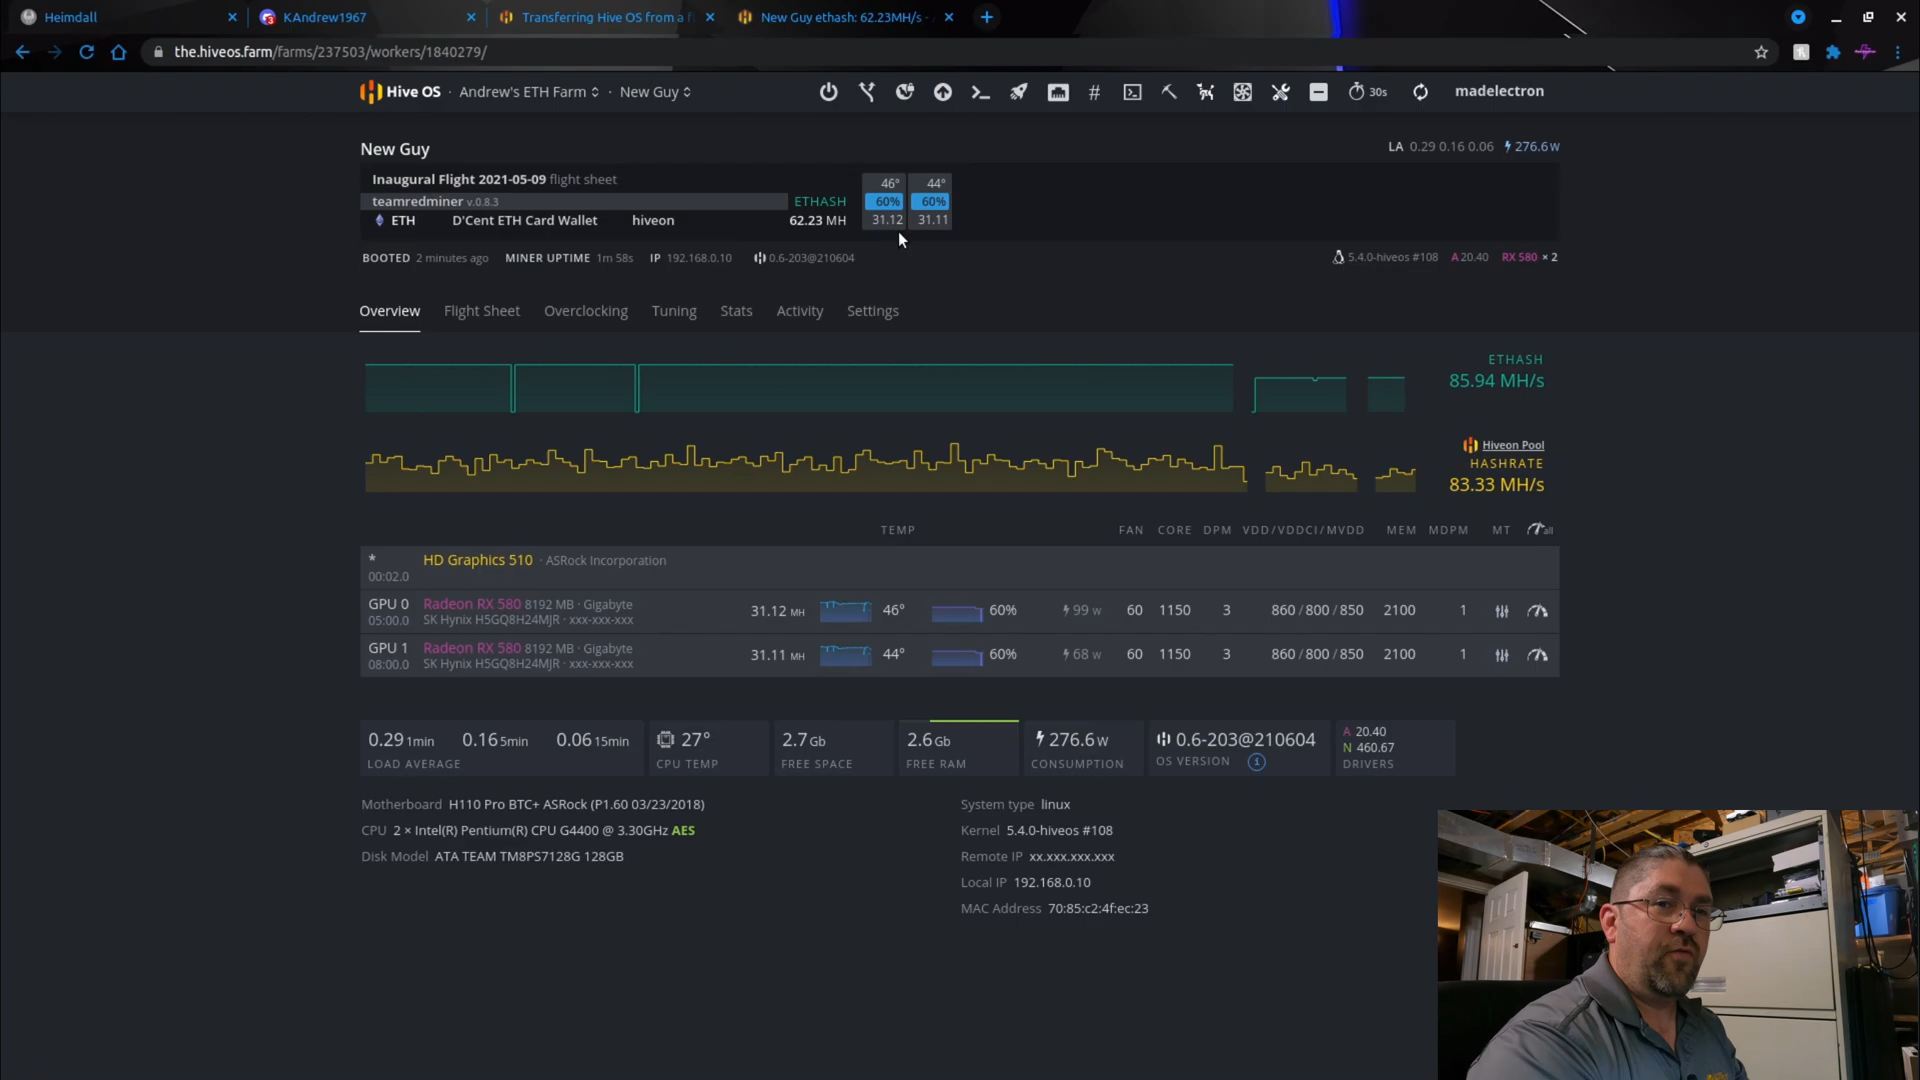 Heimdall
KAndrew1967
Transferring Hive OS from a f
New Guy ethash: 62.23MH/s -
the.hiveos.farm/farms/237503/workers/1840279/
Hive OS · Andrew's ETH Farm · New Guy
# 30s madelectron
New Guy
LA 0.29 0.16 0.06 276.6 W
Inaugural Flight 2021-05-09 flight sheet
46° 44°
teamredminer v.0.8.3 ETHASH 60% 60%
ETH D'Cent ETH Card Wallet hiveon 62.23 MH 31.12 31.11
BOOTED 2 minutes ago MINER UPTIME 1m 58s IP 192.168.0.10 0.6-203@210604 5.4.0-hiveos #108 A 20.40 RX 580 × 2
Overview Flight Sheet Overclocking Tuning Stats Activity Settings
ETHASH
85.94 MH/s
Hiveon Pool
HASHRATE
83.33 MH/s
TEMP FAN CORE DPM VDD/VDDCI/MVDD MEM MDPM MT all
* HD Graphics 510 · ASRock Incorporation
00:02.0
GPU 0 Radeon RX 580 8192 MB · Gigabyte 31.12 MH 46° 60% 99 W 60 1150 3 860 / 800 / 850 2100 1
05:00.0 SK Hynix H5GQ8H24MJR · xxx-xxx-xxx
GPU 1 Radeon RX 580 8192 MB · Gigabyte 31.11 MH 44° 60% 68 W 60 1150 3 860 / 800 / 850 2100 1
08:00.0 SK Hynix H5GQ8H24MJR · xxx-xxx-xxx
0.29 1min 0.16 5min 0.06 15min 27° 2.7 Gb 2.6 Gb 276.6 W 0.6-203@210604 A 20.40
N 460.67
LOAD AVERAGE CPU TEMP FREE SPACE FREE RAM CONSUMPTION OS VERSION DRIVERS
Motherboard H110 Pro BTC+ ASRock (P1.60 03/23/2018) System type linux
CPU 2 × Intel(R) Pentium(R) CPU G4400 @ 3.30GHz AES Kernel 5.4.0-hiveos #108
Disk Model ATA TEAM TM8PS7128G 128GB Remote IP xx.xxx.xxx.xxx
Local IP 192.168.0.10
MAC Address 70:85:c2:4f:ec:23